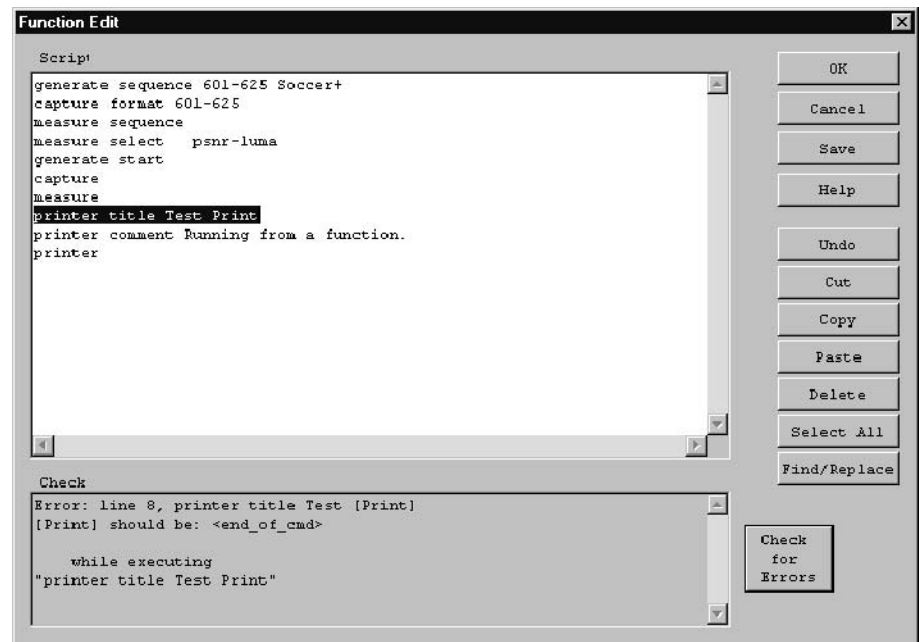 Function Edit
Script
generate sequence 601-625 Soccer+
capture format 601-625
measure sequence
measure select psnr-luma
generate start
capture
measure
printer title Test Print
printer comment Running from a function.
printer
Check
Error: line 8, printer title Test [Print]
[Print] should be: <end_of_cmd>
while executing
"printer title Test Print"
OK
Cancel
Save
Help
Undo
Cut
Copy
Paste
Delete
Select All
Find/Replace
Check
for
Errors